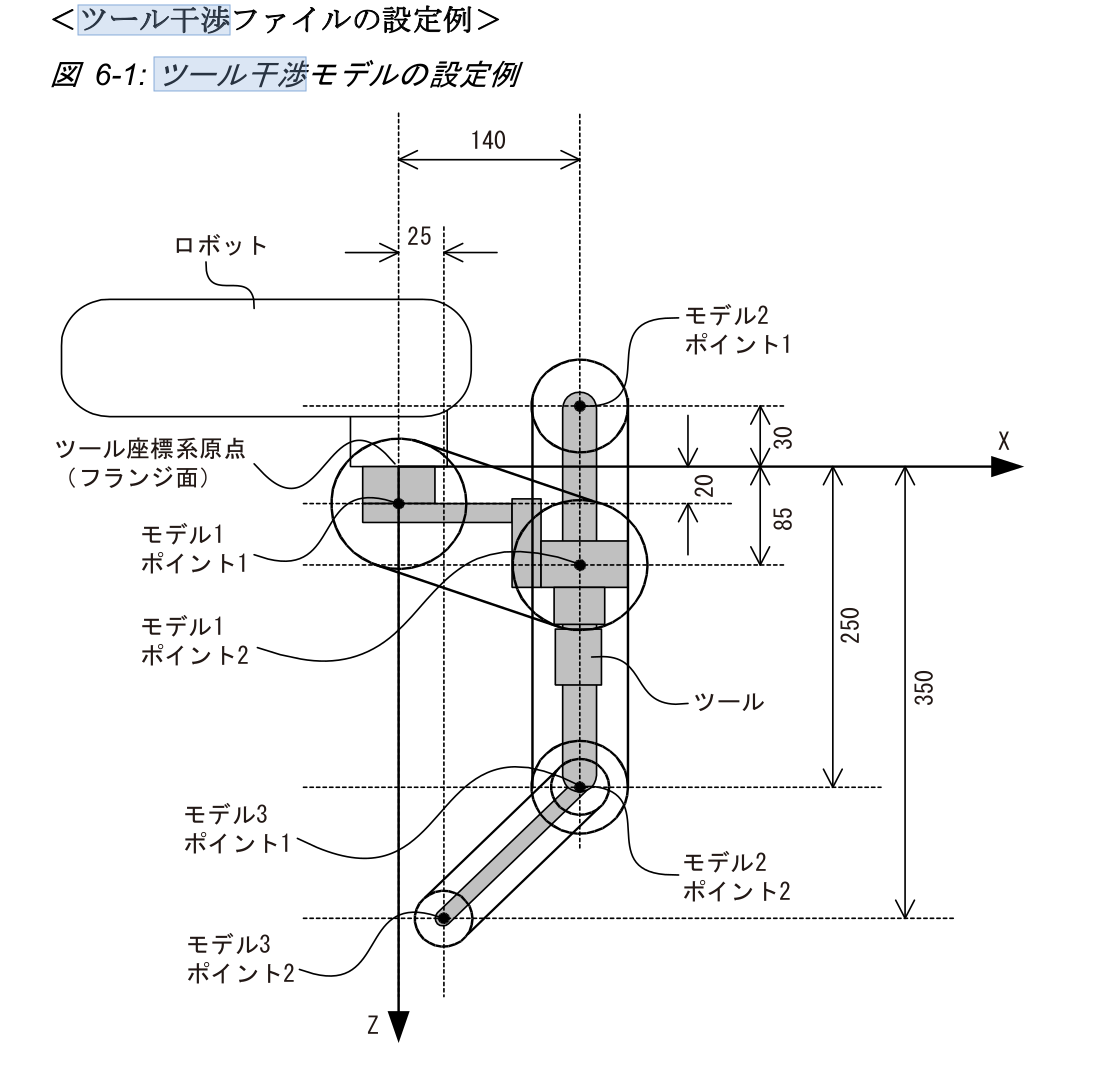 ＜ツール干渉ファイルの設定例＞
図 6-1: ツール干渉モデルの設定例
140
25
ロボット
モデル2
ポイント1
30
X
ツール座標系原点
（フランジ面）
20
85
モデル1
ポイント1
モデル1
ポイント2
250
350
ツール
モデル3
ポイント1
モデル2
ポイント2
モデル3
ポイント2
Z